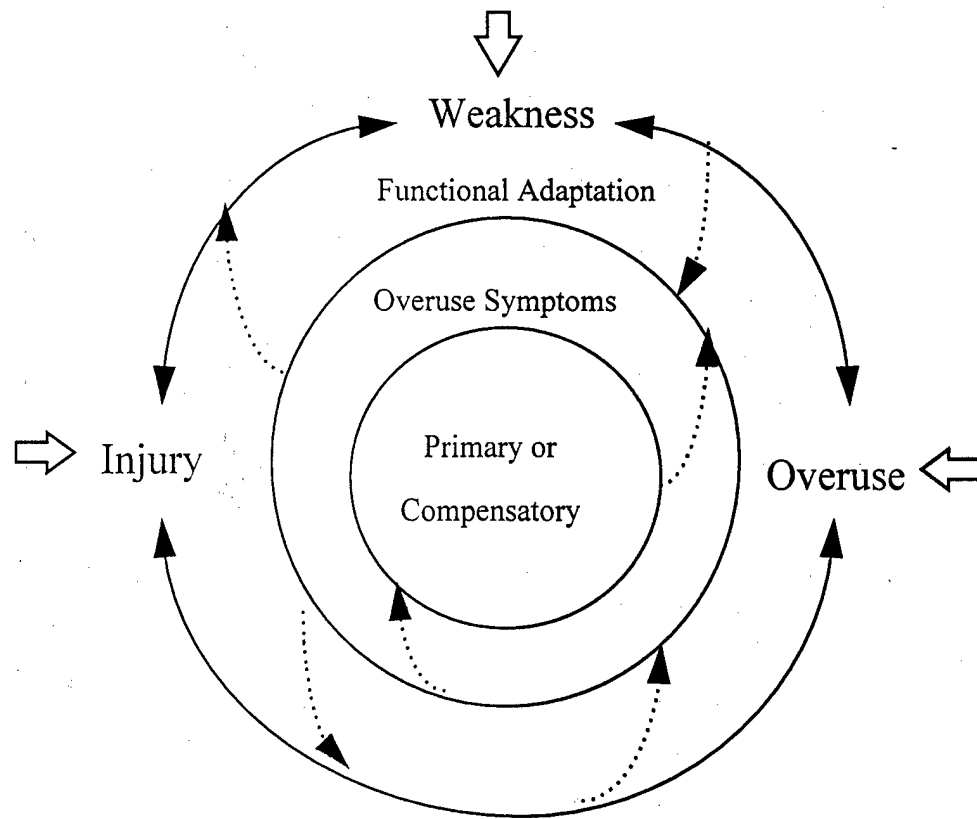 Weakness
Functional Adaptation
Overuse Symptoms
Primary or
Compensatory
Injury
Overuse